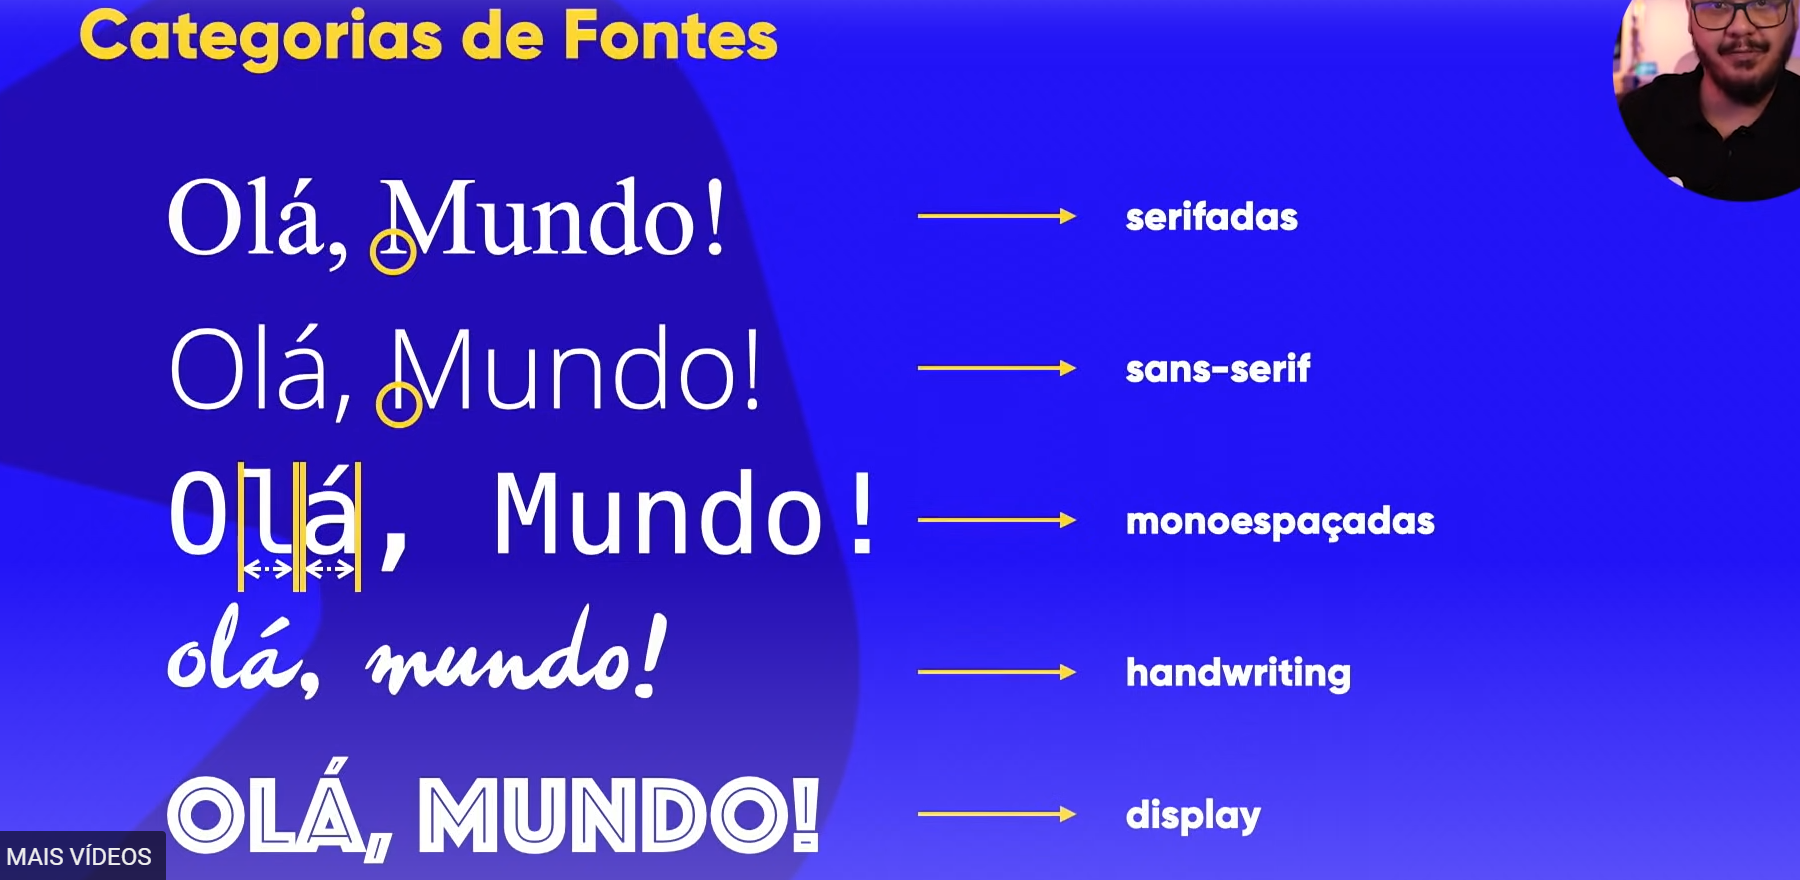 Categorias de Fontes
Olá, Mundo! serifadas
Olá, Mundo! sans-serif
Olá, Mundo! monoespaçadas
olá, mundo! handwriting
OLÁ, MUNDO! display
MAIS VÍDEOS